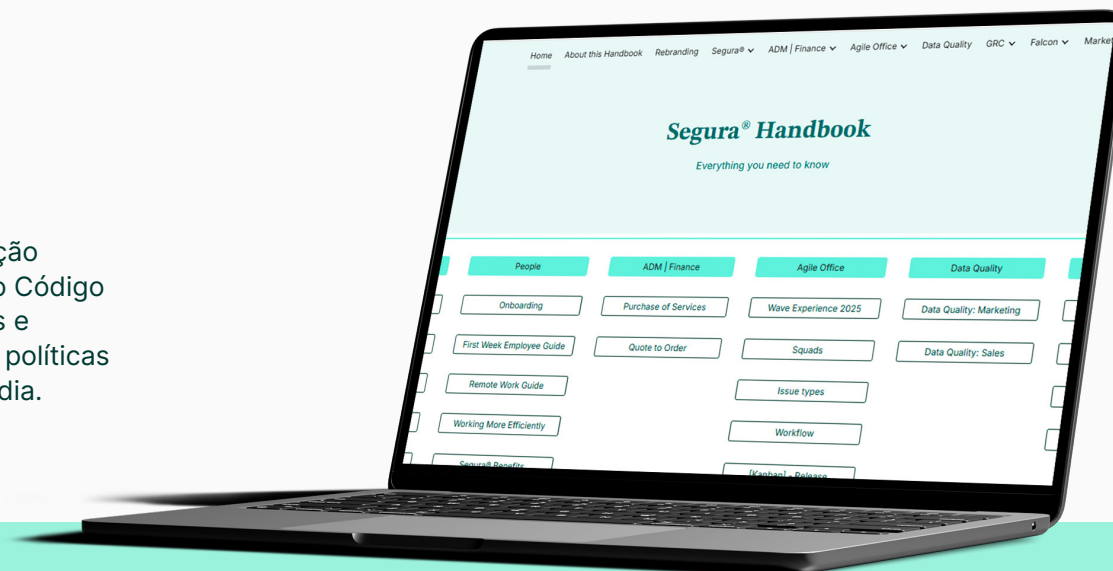 ção
o Código
s e
políticas
dia.
Home About this Handbook Rebranding Segura® ADM | Finance Agile Office Data Quality GRC Falcon Market
Segura® Handbook
Everything you need to know
People ADM | Finance Agile Office Data Quality
Onboarding Purchase of Services Wave Experience 2025 Data Quality: Marketing
First Week Employee Guide Quote to Order Squads Data Quality: Sales
Remote Work Guide Issue types
Working More Efficiently Workflow
Segura® Benefits [Kanban] - Release